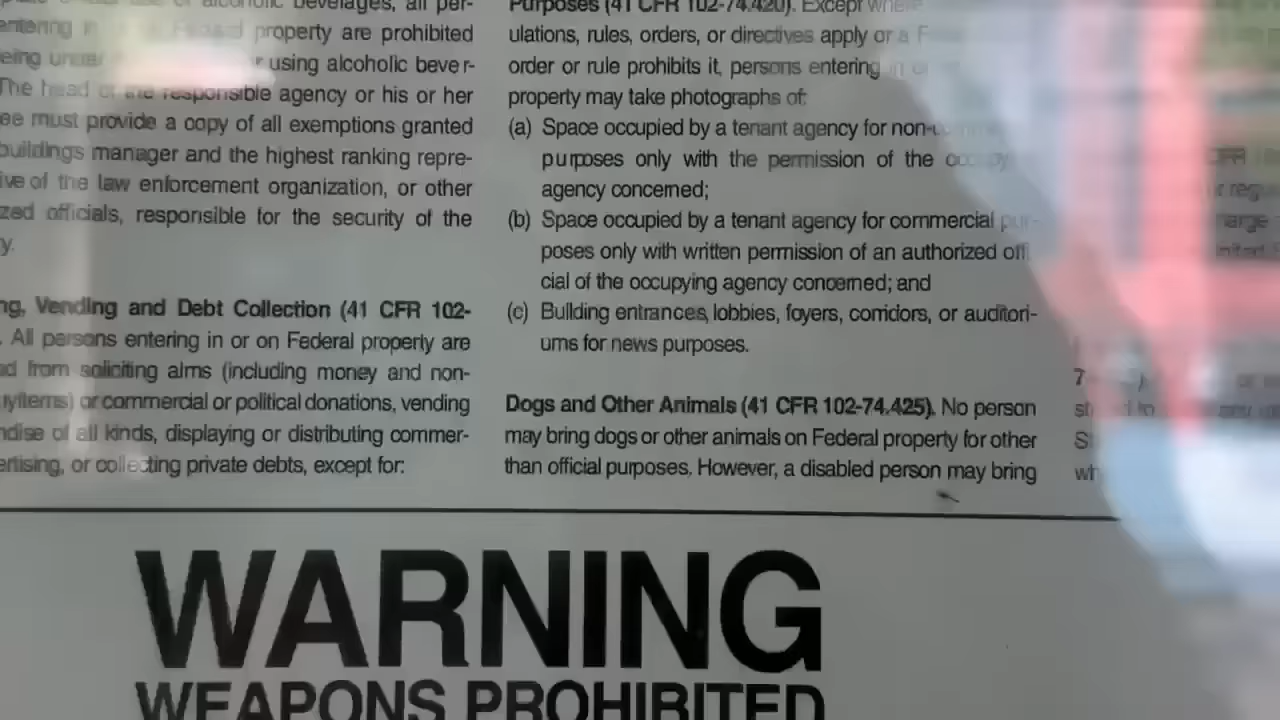 alcoholic beverages, all per-
entering in property are prohibited
using alcoholic bever-
The head of the responsible agency or his or her
ee must provide a copy of all exemptions granted
buildings manager and the highest ranking repre-
ive of the law enforcement organization, or other
zed officials, responsible for the security of the
y.
ng, Vending and Debt Collection (41 CFR 102-
. All persons entering in or on Federal property are
ed from soliciting alms (including money and non-
items) or commercial or political donations, vending
ndise of all kinds, displaying or distributing commer-
ertising, or collecting private debts, except for:
Purposes (41 CFR 102-74.420). Except where
ulations, rules, orders, or directives apply or a
order or rule prohibits it, persons entering in
property may take photographs of:
(a) Space occupied by a tenant agency for non-
purposes only with the permission of the
agency concerned;
(b) Space occupied by a tenant agency for commercial pur-
poses only with written permission of an authorized offi
cial of the occupying agency concerned; and
(c) Building entrances, lobbies, foyers, corridors, or auditori-
ums for news purposes.
Dogs and Other Animals (41 CFR 102-74.425). No person
may bring dogs or other animals on Federal property for other
than official purposes. However, a disabled person may bring
WARNING
WEAPONS PROHIBITED